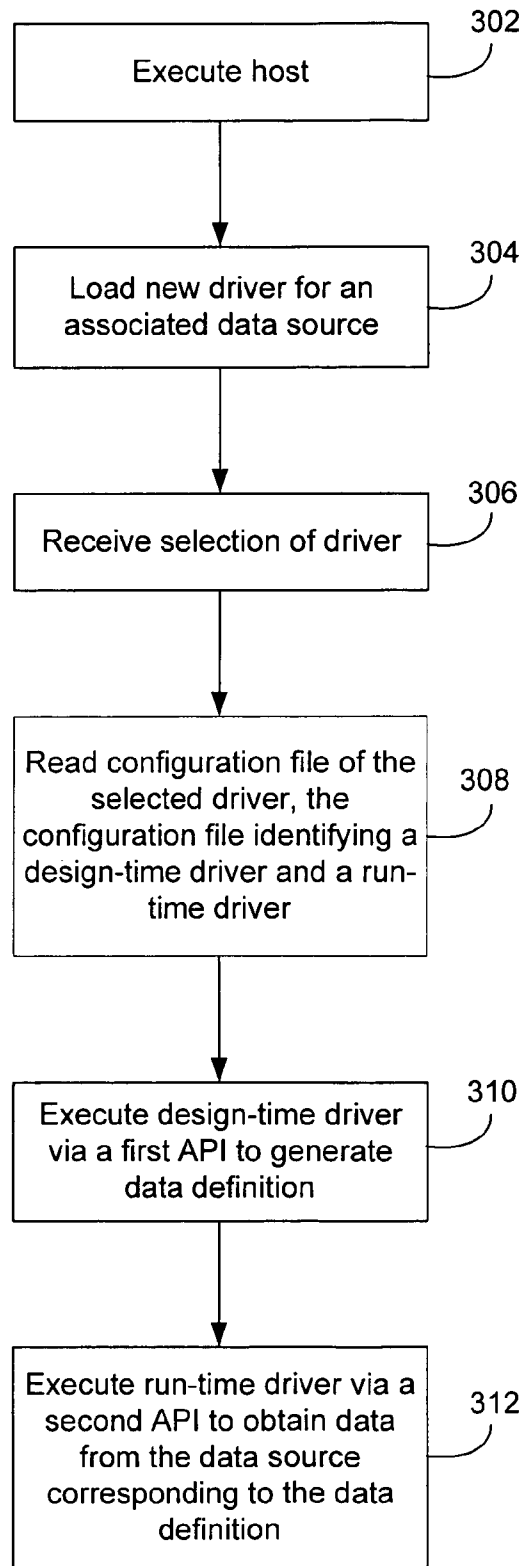 302
Execute host
304
Load new driver for an
associated data source
306
Receive selection of driver
308
Read configuration file of the
selected driver, the
configuration file identifying a
design-time driver and a run-
time driver
310
Execute design-time driver
via a first API to generate
data definition
312
Execute run-time driver via a
second API to obtain data
from the data source
corresponding to the data
definition